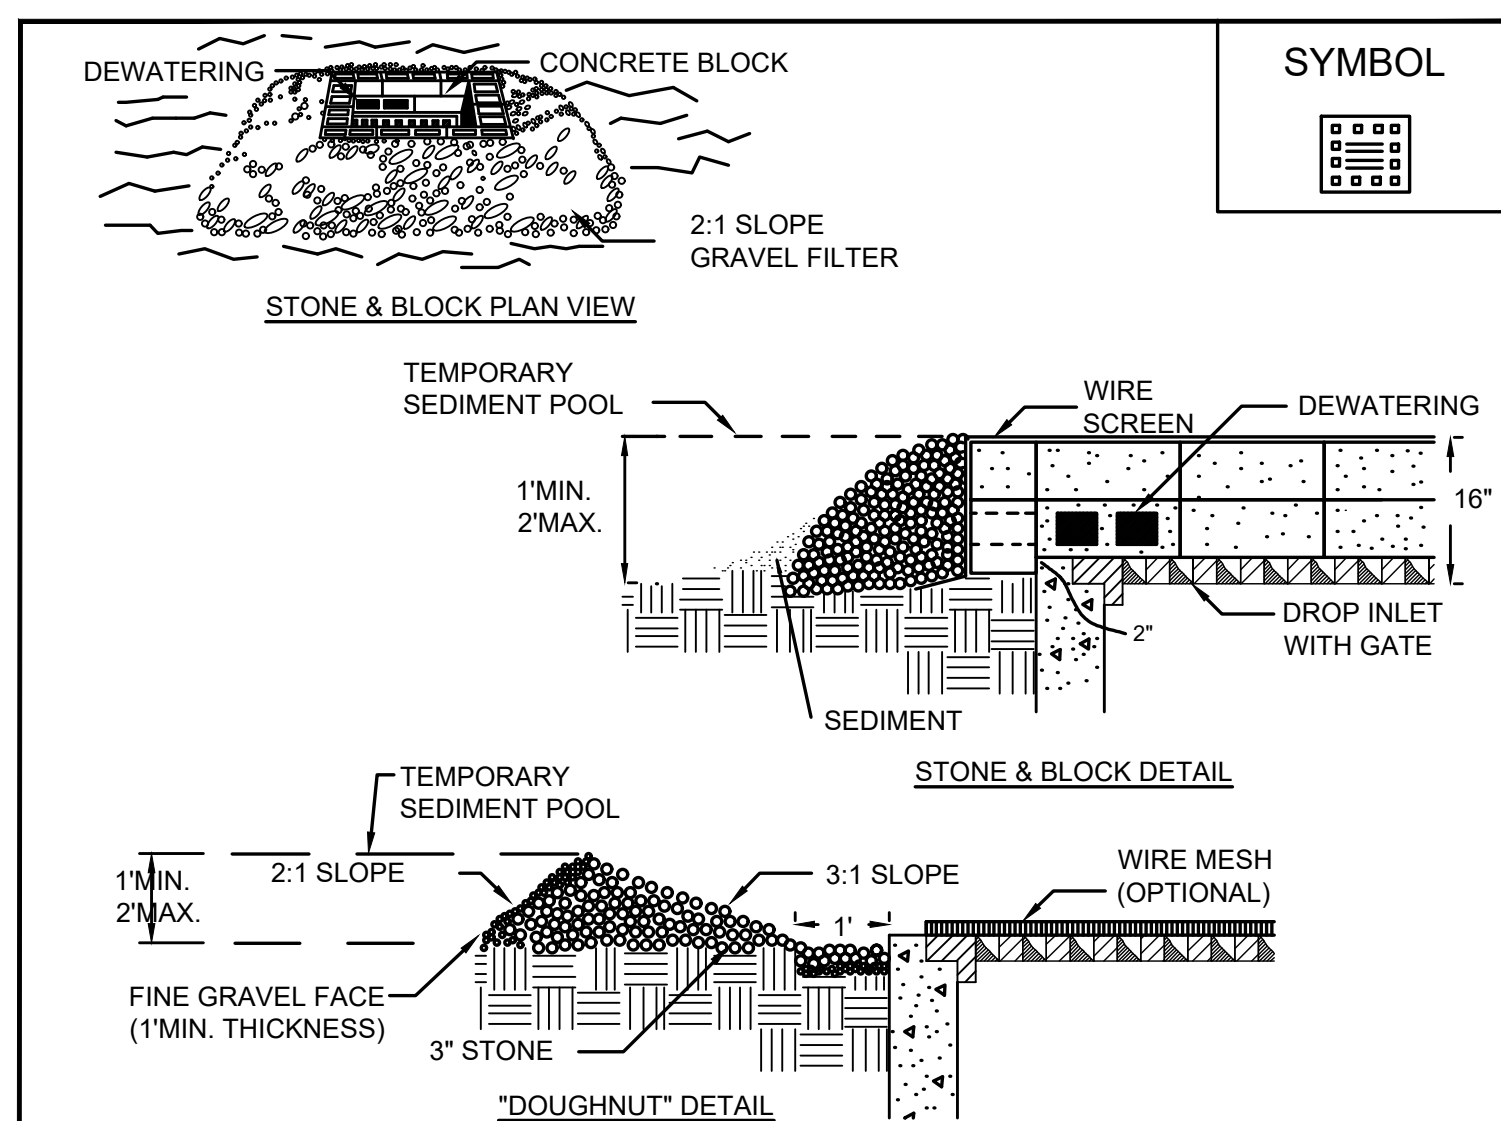 SYMBOL
DEWATERING
CONCRETE BLOCK
2:1 SLOPE
GRAVEL FILTER
STONE & BLOCK PLAN VIEW
TEMPORARY
SEDIMENT POOL
WIRE
SCREEN
DEWATERING
1'MIN.
2'MAX.
16"
DROP INLET
WITH GATE
2"
SEDIMENT
STONE & BLOCK DETAIL
TEMPORARY
SEDIMENT POOL
1'MIN.
2'MAX.
2:1 SLOPE
3:1 SLOPE
WIRE MESH
(OPTIONAL)
1'
FINE GRAVEL FACE
(1'MIN. THICKNESS)
3" STONE
"DOUGHNUT" DETAIL